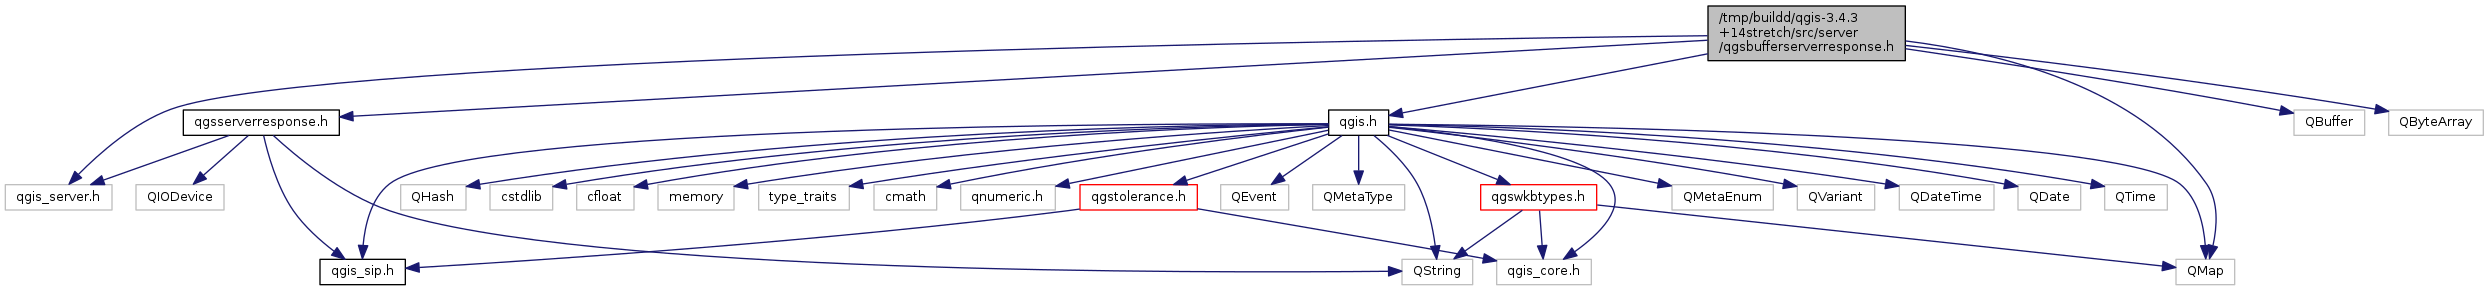 /tmp/buildd/qgis-3.4.3
+14stretch/src/server
/qgsbufferserverresponse.h
qgsserverresponse.h
qgis.h
QBuffer
QByteArray
qgis_server.h
QIODevice
QHash
cstdlib
cfloat
memory
type_traits
cmath
qnumeric.h
qgstolerance.h
QEvent
QMetaType
qgswkbtypes.h
QMetaEnum
QVariant
QDateTime
QDate
QTime
qgis_sip.h
QString
qgis_core.h
QMap